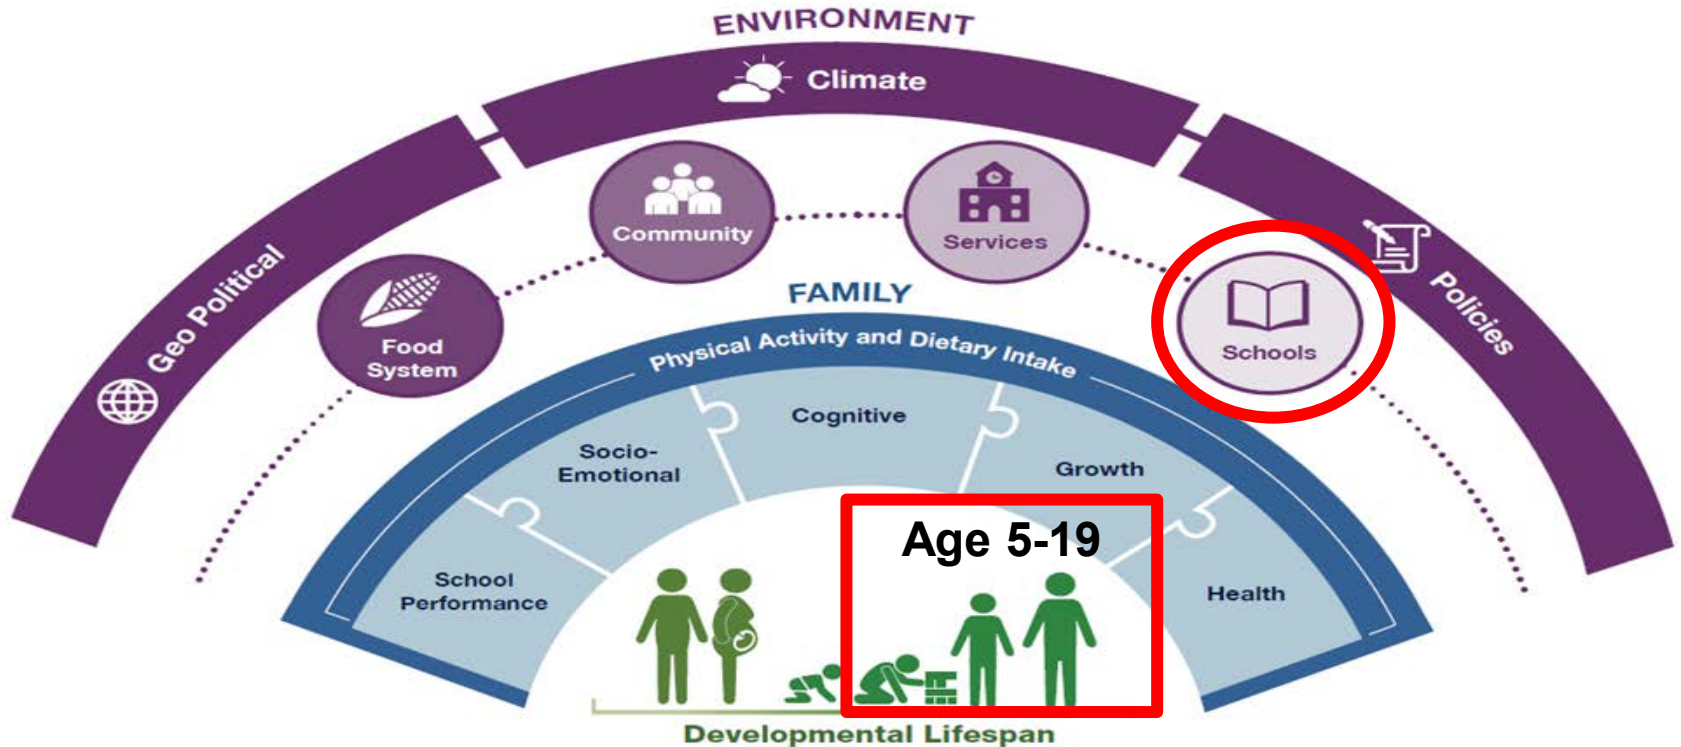 ENVIRONMENT
Climate
Geo Political
Policies
Community
Services
Food
System
Schools
FAMILY
Physical Activity and Dietary Intake
Cognitive
Socio-
Emotional
Growth
School
Performance
Health
Age 5-19
Developmental Lifespan